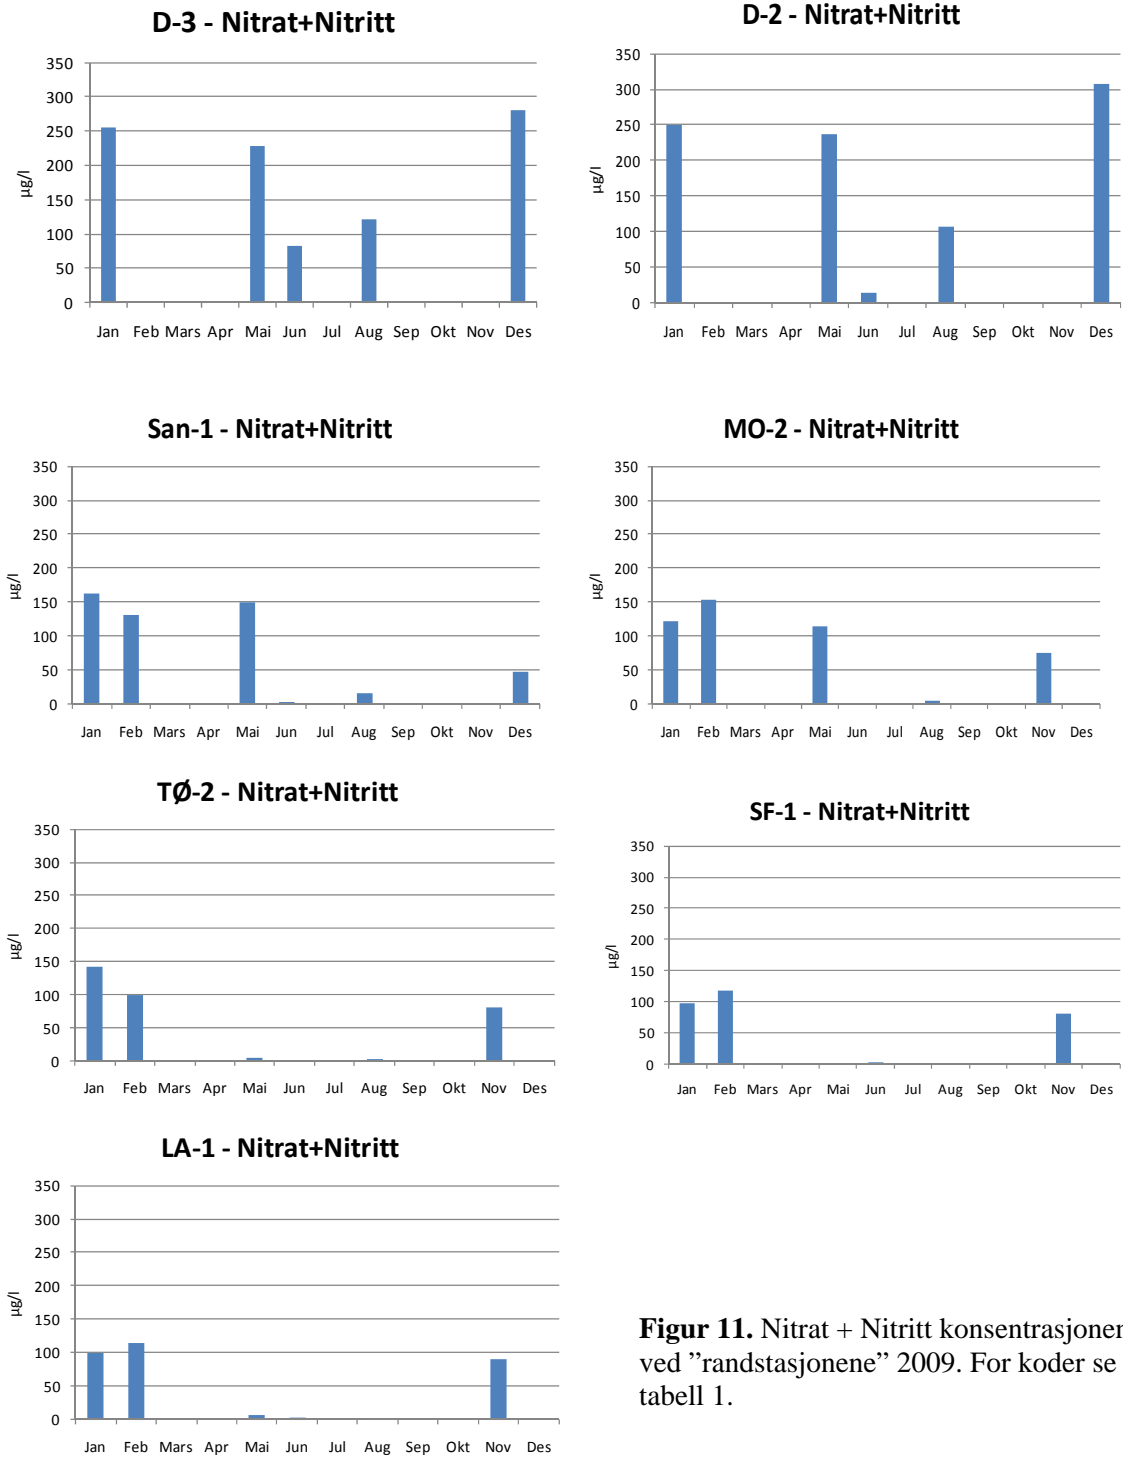 D-3 - Nitrat+Nitritt
350
300
250
200
150
100
50
0
µg/l
Jan Feb Mars Apr Mai Jun Jul Aug Sep Okt Nov Des
D-2 - Nitrat+Nitritt
350
300
250
200
150
100
50
0
µg/l
Jan Feb Mars Apr Mai Jun Jul Aug Sep Okt Nov Des
San-1 - Nitrat+Nitritt
350
300
250
200
150
100
50
0
µg/l
Jan Feb Mars Apr Mai Jun Jul Aug Sep Okt Nov Des
MO-2 - Nitrat+Nitritt
350
300
250
200
150
100
50
0
µg/l
Jan Feb Mars Apr Mai Jun Jul Aug Sep Okt Nov Des
TØ-2 - Nitrat+Nitritt
350
300
250
200
150
100
50
0
µg/l
Jan Feb Mars Apr Mai Jun Jul Aug Sep Okt Nov Des
SF-1 - Nitrat+Nitritt
350
300
250
200
150
100
50
0
µg/l
Jan Feb Mars Apr Mai Jun Jul Aug Sep Okt Nov Des
LA-1 - Nitrat+Nitritt
350
300
250
200
150
100
50
0
µg/l
Jan Feb Mars Apr Mai Jun Jul Aug Sep Okt Nov Des
Figur 11. Nitrat + Nitritt konsentrasjoner
ved ”randstasjonene” 2009. For koder se
tabell 1.